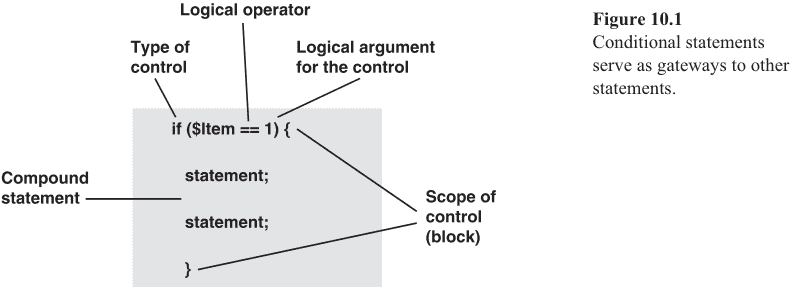 Logical operator
Type of
control
Logical argument
for the control
if ($Item == 1) {
Compound
statement
statement;
statement;
}
Scope of
control
(block)
Figure 10.1
Conditional statements
serve as gateways to other
statements.